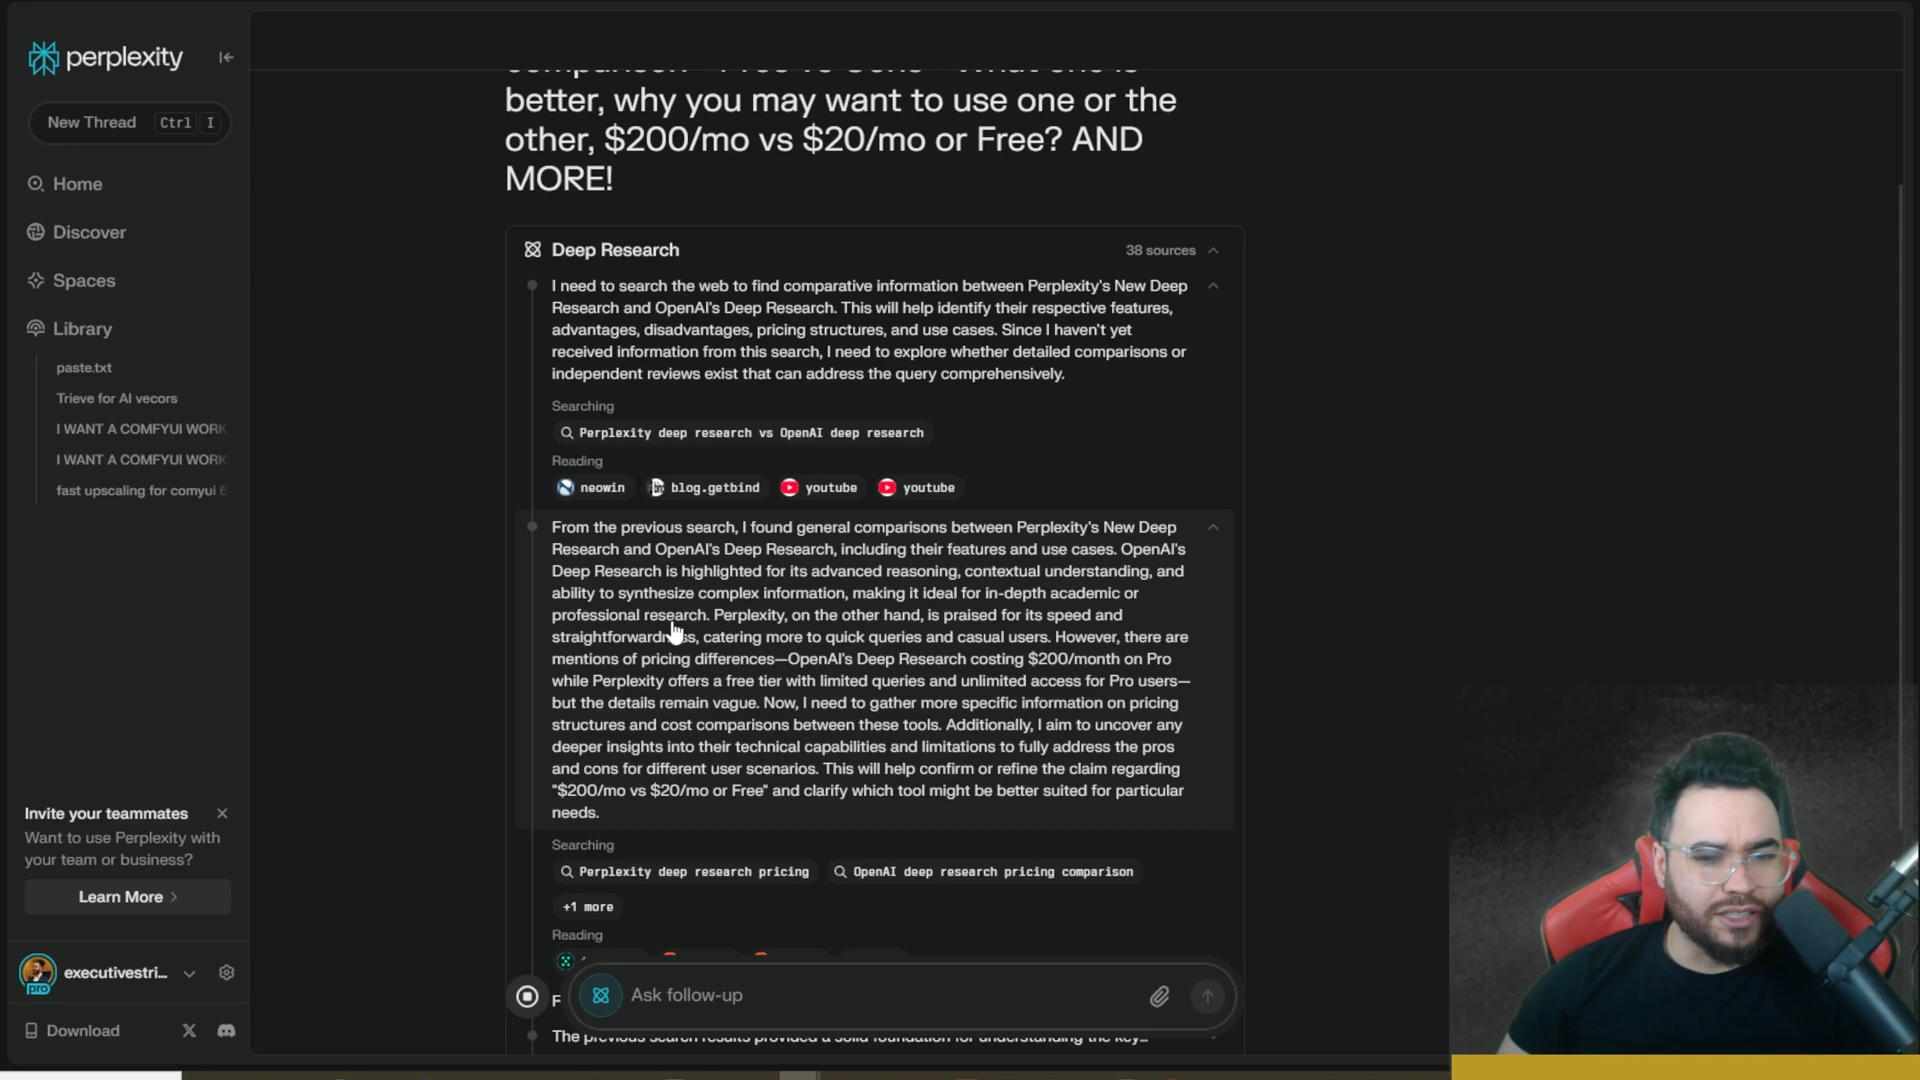 perplexity
New Thread Ctrl I
Home
Discover
Spaces
Library
paste.txt
Trieve for AI vecors
I WANT A COMFYUI WORK
I WANT A COMFYUI WORK
fast upscaling for comyui 6
Invite your teammates
Want to use Perplexity with
your team or business?
Learn More
executivestri...
pro
Download
better, why you may want to use one or the
other, $200/mo vs $20/mo or Free? AND
MORE!
Deep Research 38 sources
I need to search the web to find comparative information between Perplexity's New Deep
Research and OpenAI's Deep Research. This will help identify their respective features,
advantages, disadvantages, pricing structures, and use cases. Since I haven't yet
received information from this search, I need to explore whether detailed comparisons or
independent reviews exist that can address the query comprehensively.
Searching
Perplexity deep research vs OpenAI deep research
Reading
neowin blog.getbind youtube youtube
From the previous search, I found general comparisons between Perplexity's New Deep
Research and OpenAI's Deep Research, including their features and use cases. OpenAI's
Deep Research is highlighted for its advanced reasoning, contextual understanding, and
ability to synthesize complex information, making it ideal for in-depth academic or
professional research. Perplexity, on the other hand, is praised for its speed and
straightforwardness, catering more to quick queries and casual users. However, there are
mentions of pricing differences—OpenAI's Deep Research costing $200/month on Pro
while Perplexity offers a free tier with limited queries and unlimited access for Pro users—
but the details remain vague. Now, I need to gather more specific information on pricing
structures and cost comparisons between these tools. Additionally, I aim to uncover any
deeper insights into their technical capabilities and limitations to fully address the pros
and cons for different user scenarios. This will help confirm or refine the claim regarding
"$200/mo vs $20/mo or Free" and clarify which tool might be better suited for particular
needs.
Searching
Perplexity deep research pricing OpenAI deep research pricing comparison
+1 more
Reading
F
Ask follow-up
The previous search results provided a solid foundation for understanding the key...